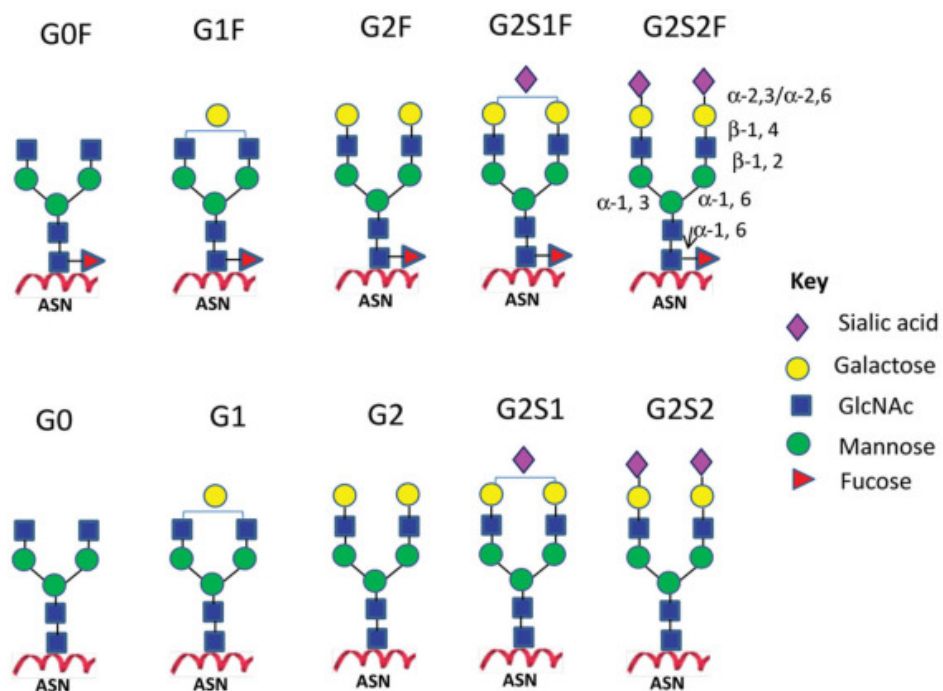 G0F G1F G2F G2S1F G2S2F
α-2,3/α-2,6
β-1, 4
β-1, 2
α-1, 3 α-1, 6
α-1, 6
ASN ASN ASN ASN ASN
Key
Sialic acid
Galactose
GlcNAc
Mannose
Fucose
G0 G1 G2 G2S1 G2S2
ASN ASN ASN ASN ASN